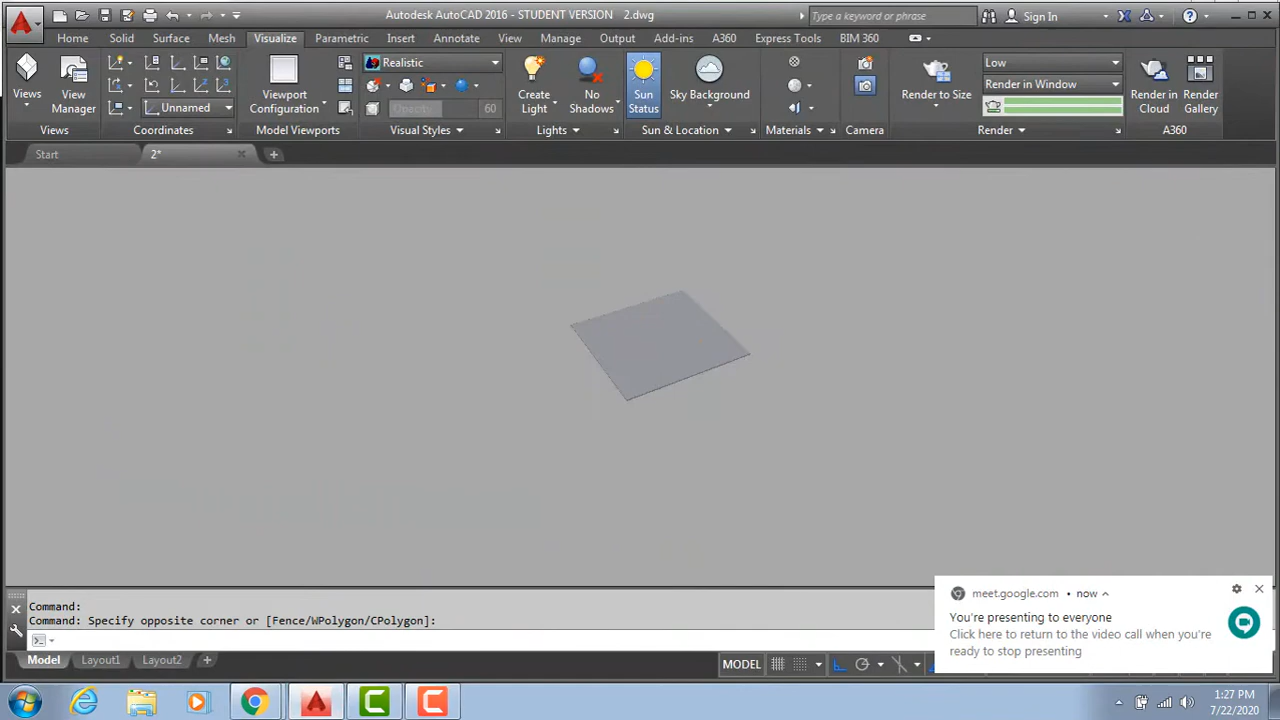 Autodesk AutoCAD 2016 - STUDENT VERSION 2.dwg
Type a keyword or phrase
Sign In
Home Solid Surface Mesh Visualize Parametric Insert Annotate View Manage Output Add-ins A360 Express Tools BIM 360
Views
View Manager
Unnamed
Viewport Configuration
Realistic
Opacity 60
Create Light
No Shadows
Sun Status
Sky Background
Render to Size
Low
Render in Window
Render in Cloud
Render Gallery
Views Coordinates Model Viewports Visual Styles Lights Sun & Location Materials Camera Render A360
Start 2*
Command:
Command: Specify opposite corner or [Fence/WPolygon/CPolygon]:
meet.google.com • now
You're presenting to everyone
Click here to return to the video call when you're
ready to stop presenting
Model Layout1 Layout2 +
MODEL
1:27 PM
7/22/2020